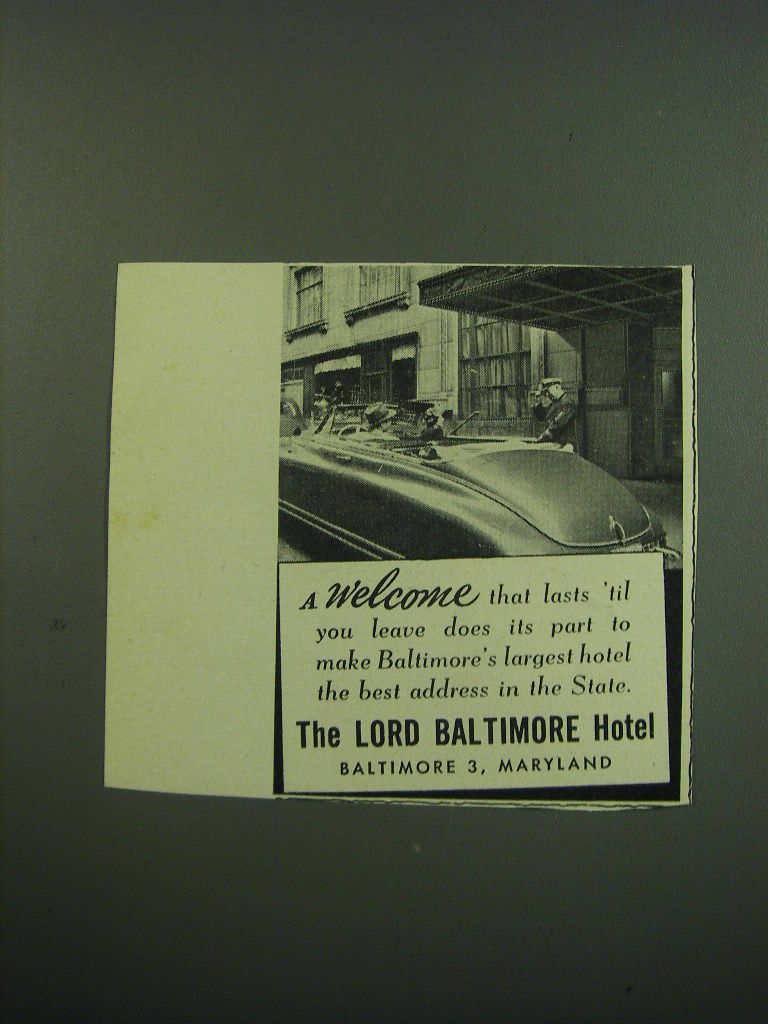 A Welcome that lasts 'til
you leave does its part to
make Baltimore's largest hotel
the best address in the State.
The LORD BALTIMORE Hotel
BALTIMORE 3, MARYLAND